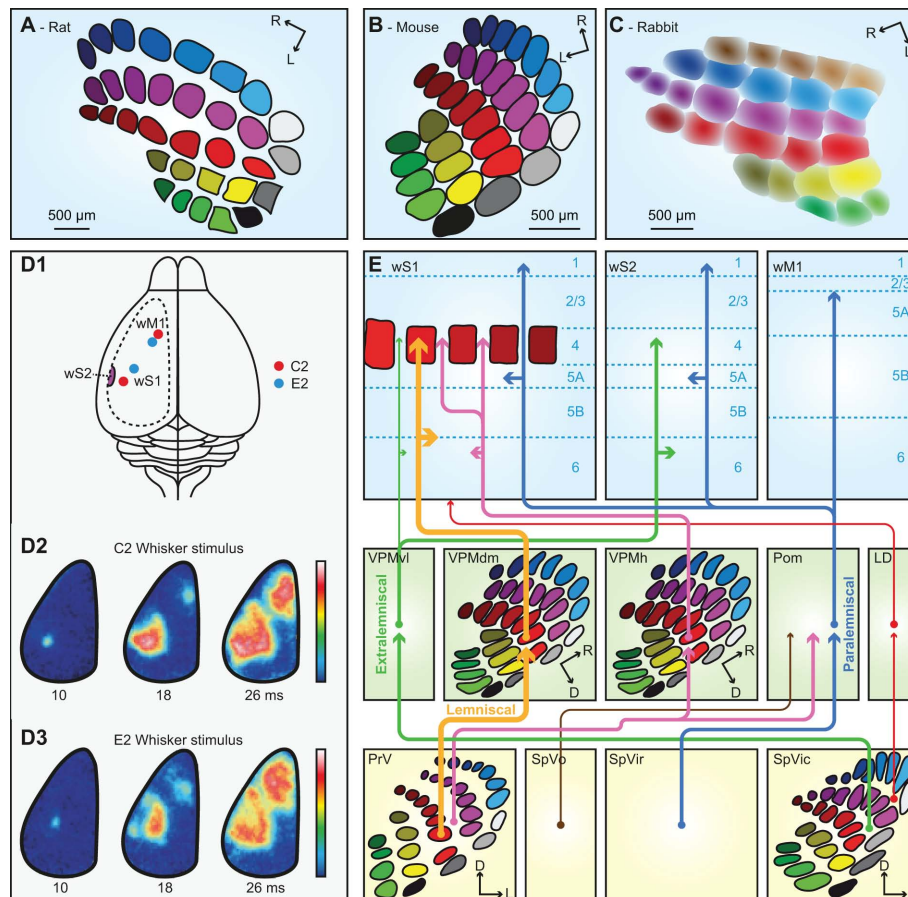 A - Rat
R
L
500 µm
B - Mouse
R
L
500 µm
C - Rabbit
R
L
500 µm
D1
wM1
wS2
wS1
C2
E2
D2
C2 Whisker stimulus
10
18
26 ms
D3
E2 Whisker stimulus
10
18
26 ms
E
wS1
1
2/3
4
5A
5B
6
wS2
1
2/3
4
5A
5B
6
wM1
1
2/3
5A
5B
6
VPMvl
Extralemniscal
VPMdm
R
D
Lemniscal
VPMh
R
D
Pom
Paralemniscal
LD
PrV
D
L
SpVo
SpVir
SpVic
D